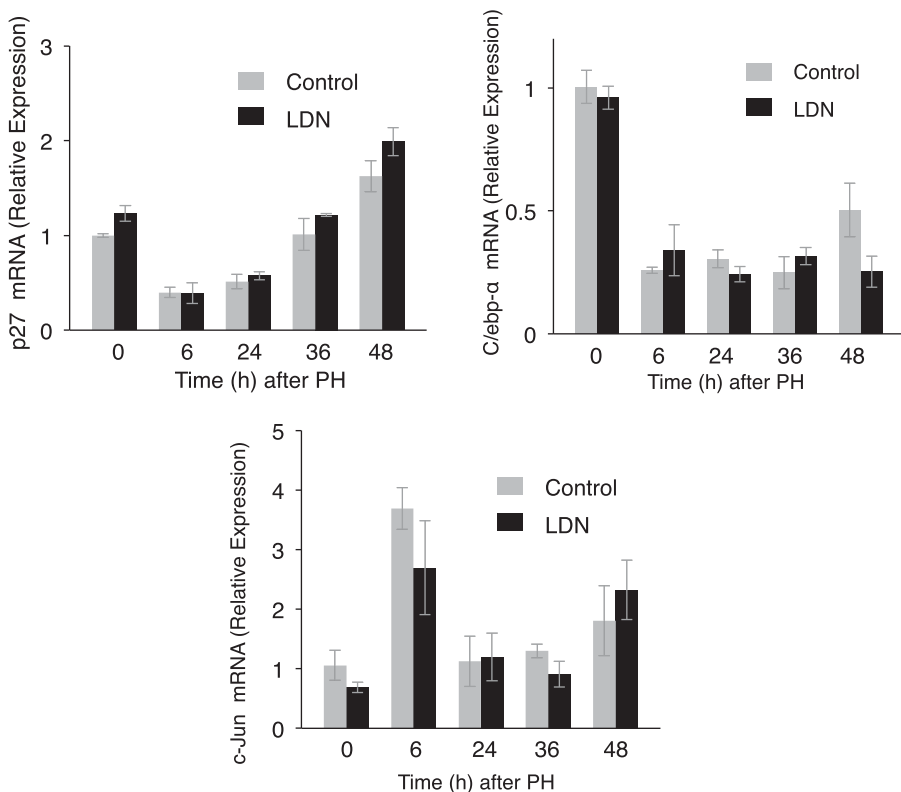 p27 mRNA (Relative Expression)
3
2
1
0
Control
LDN
0 6 24 36 48
Time (h) after PH
C/ebp-α mRNA (Relative Expression)
1
0.5
0
Control
LDN
0 6 24 36 48
Time (h) after PH
c-Jun mRNA (Relative Expression)
5
4
3
2
1
0
Control
LDN
0 6 24 36 48
Time (h) after PH